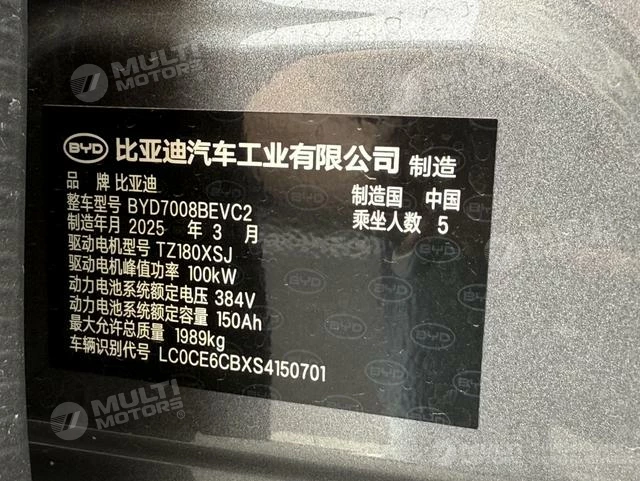 MULTI
MOTORS
BYD 比亚迪汽车工业有限公司 制造
品 牌 比亚迪 制造国 中国
整车型号 BYD7008BEVC2 乘坐人数 5
制造年月 2025 年 3 月
驱动电机型号 TZ180XSJ
驱动电机峰值功率 100kW
动力电池系统额定电压 384V
动力电池系统额定容量 150Ah
最大允许总质量 1989kg
车辆识别代号 LC0CE6CBXS4150701
MULTI
MOTORS